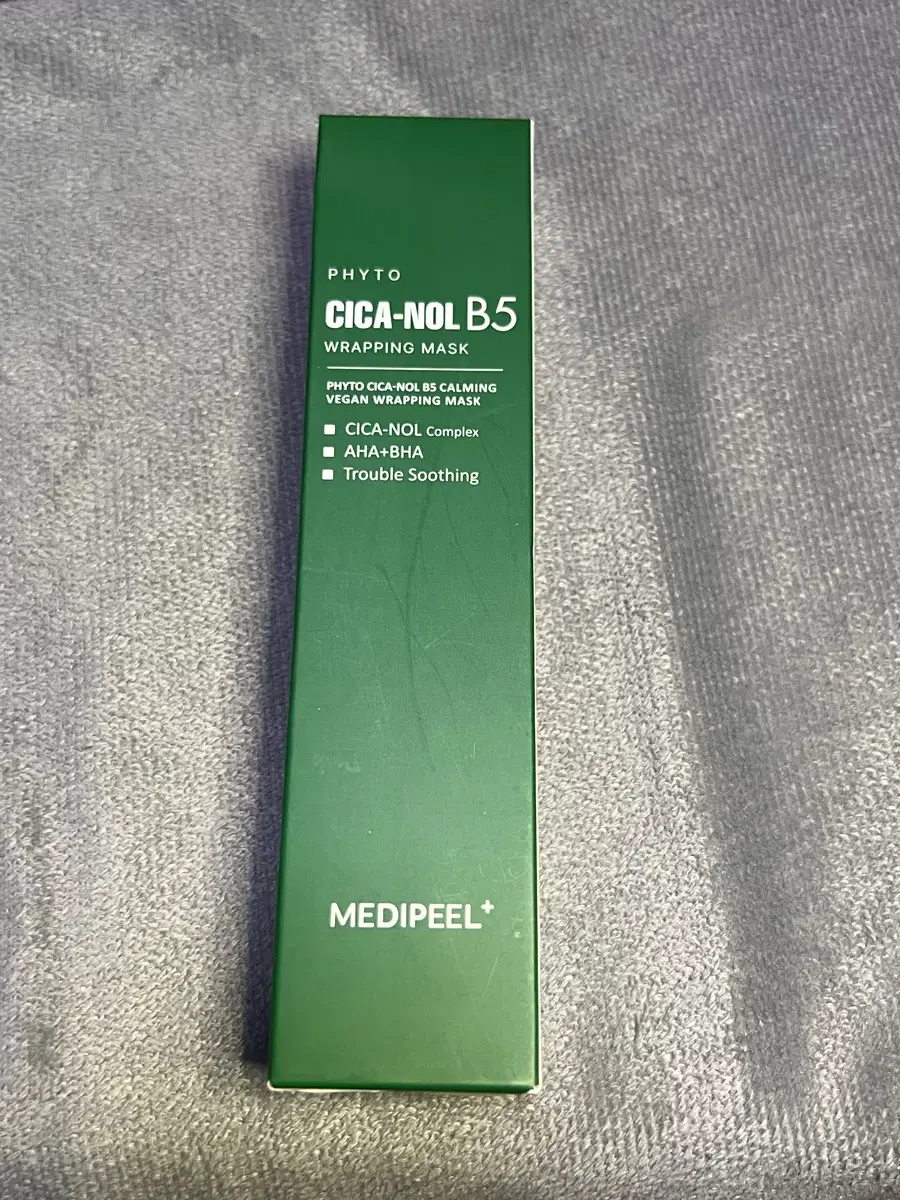 PHYTO
CICA-NOL B5
WRAPPING MASK
PHYTO CICA-NOL B5 CALMING
VEGAN WRAPPING MASK
■ CICA-NOL Complex
■ AHA+BHA
■ Trouble Soothing
MEDIPEEL+